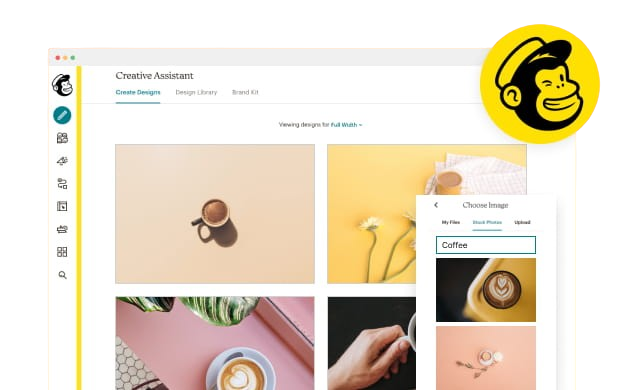 Creative Assistant
Create Designs Design Library Brand Kit
Viewing designs for Full Width
Choose Image
My Files Stock Photos Upload
Coffee